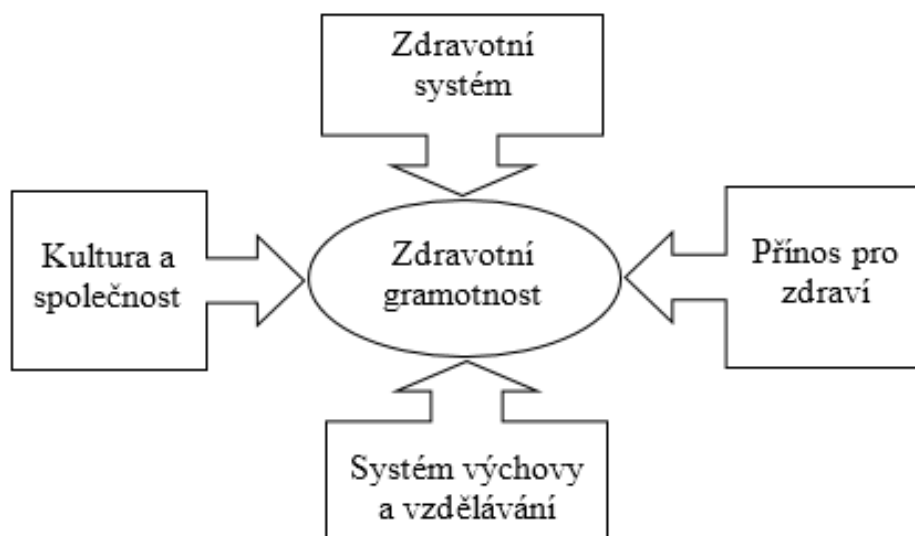 Zdravotní
systém
Kultura a
společnost
Zdravotní
gramotnost
Přínos pro
zdraví
Systém výchovy
a vzdělávání